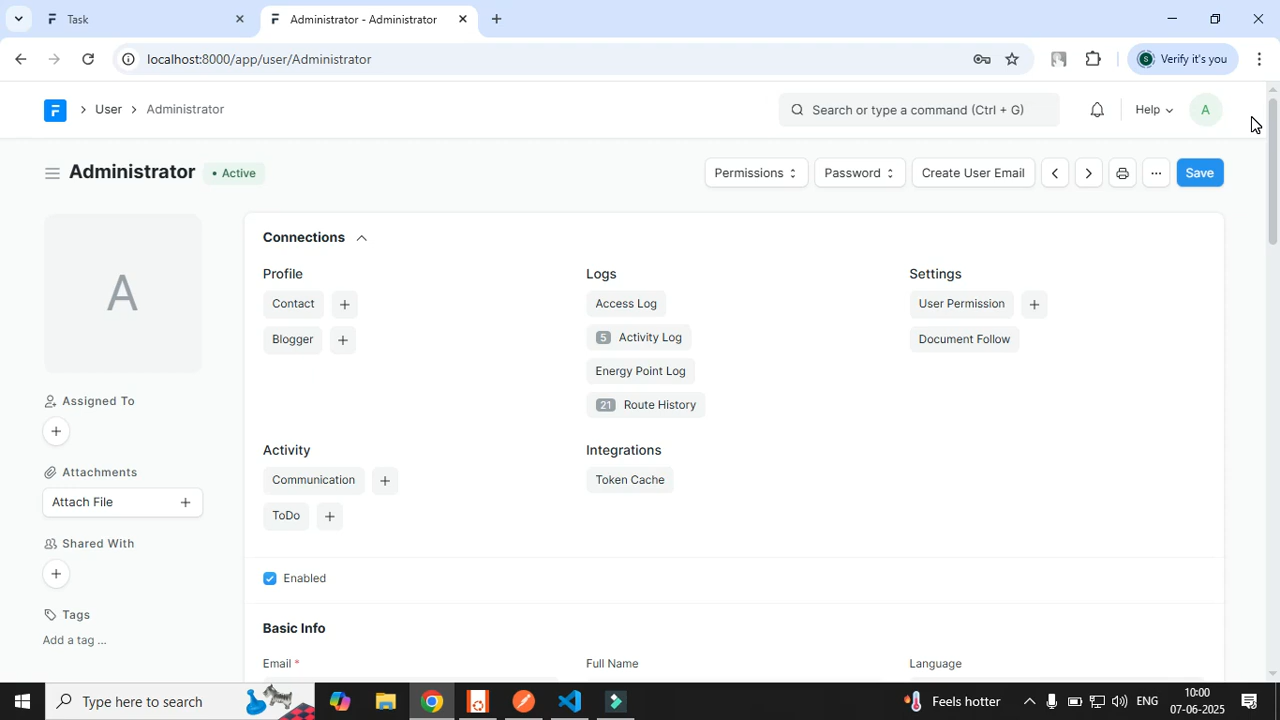 Task
Administrator - Administrator
localhost:8000/app/user/Administrator
Verify it's you
User
Administrator
Search or type a command (Ctrl + G)
Help
A
Administrator
Active
Permissions
Password
Create User Email
Save
A
Connections
Profile
Logs
Settings
Contact
Access Log
User Permission
Blogger
5 Activity Log
Document Follow
Energy Point Log
21 Route History
Assigned To
Activity
Integrations
Attachments
Communication
Token Cache
Attach File
ToDo
Shared With
Enabled
Tags
Basic Info
Add a tag ...
Email *
Full Name
Language
Type here to search
Feels hotter
ENG
10:00
07-06-2025